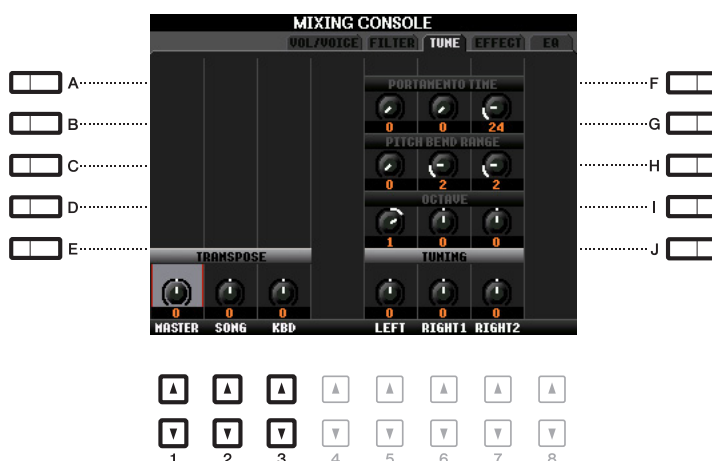 MIXING CONSOLE
VOL/VOICE FILTER TUNE EFFECT EQ
A F
PORTAMENTO TIME
0 0 24
B G
PITCH BEND RANGE
C H
0 2 2
OCTAVE
D I
1 0 0
E J
TRANSPOSE TUNING
0 0 0 0 0 0
MASTER SONG KBD LEFT RIGHT1 RIGHT2
1 2 3 4 5 6 7 8